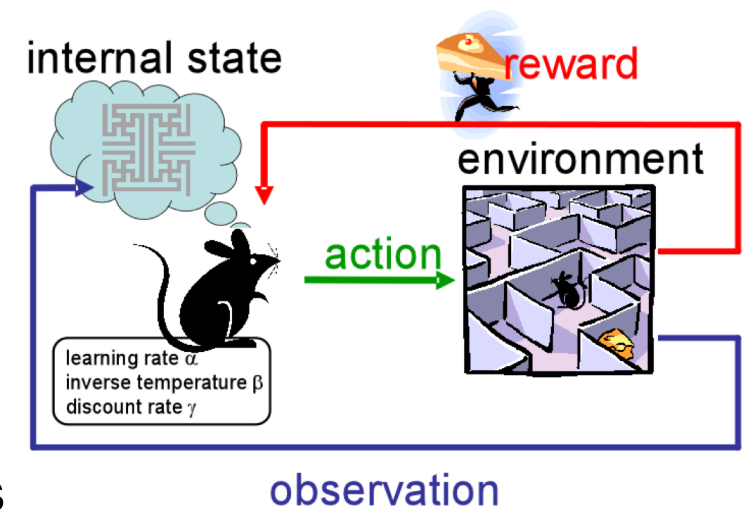 internal state
reward
environment
action
learning rate α
inverse temperature β
discount rate γ
s
observation